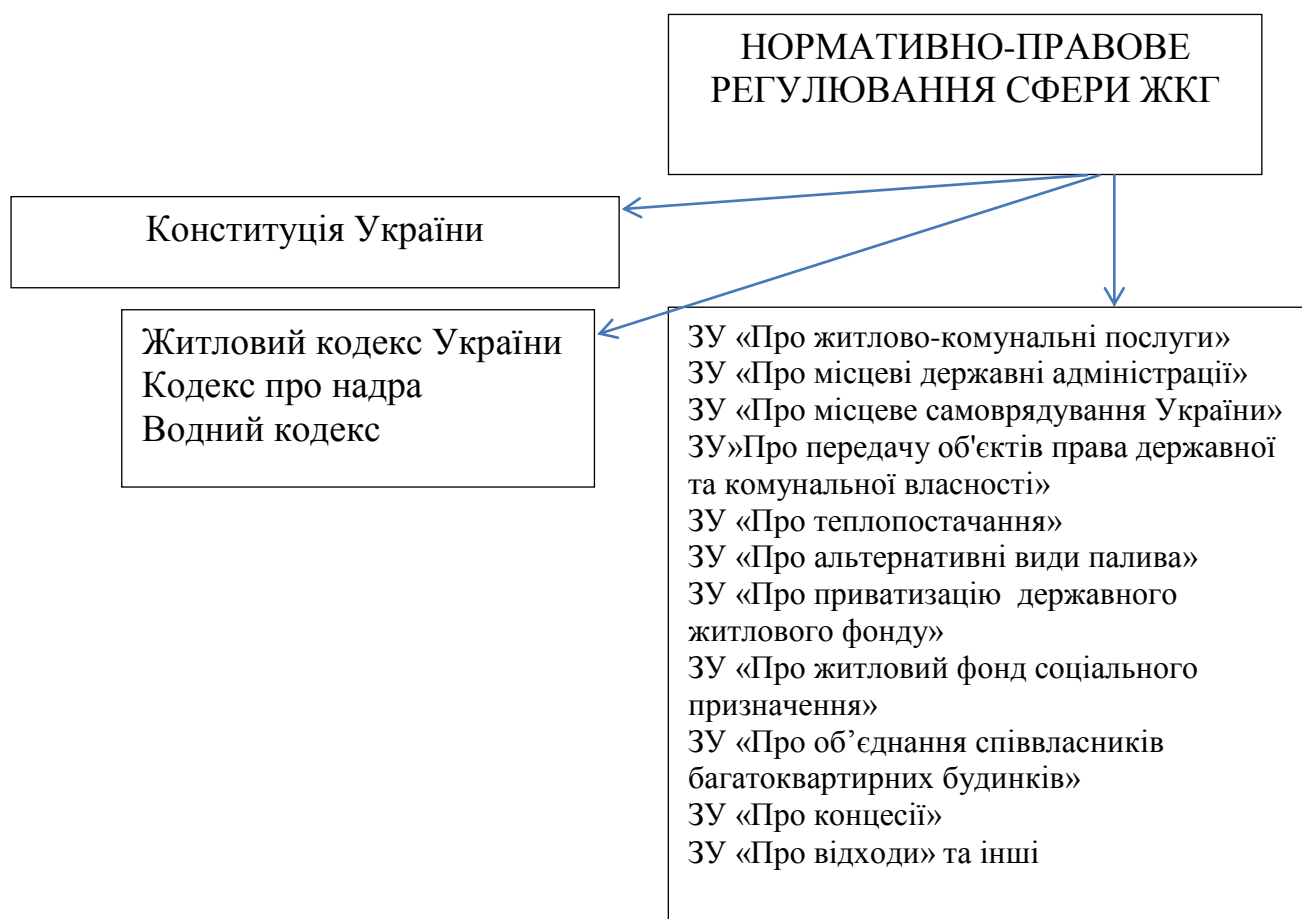 НОРМАТИВНО-ПРАВОВЕ
РЕГУЛЮВАННЯ СФЕРИ ЖКГ
Конституція України
Житловий кодекс України
Кодекс про надра
Водний кодекс
ЗУ «Про житлово-комунальні послуги»
ЗУ «Про місцеві державні адміністрації»
ЗУ «Про місцеве самоврядування України»
ЗУ»Про передачу об'єктів права державної
та комунальної власності»
ЗУ «Про теплопостачання»
ЗУ «Про альтернативні види палива»
ЗУ «Про приватизацію  державного
житлового фонду»
ЗУ «Про житловий фонд соціального
призначення»
ЗУ «Про об’єднання співвласників
багатоквартирних будинків»
ЗУ «Про концесії»
ЗУ «Про відходи» та інші